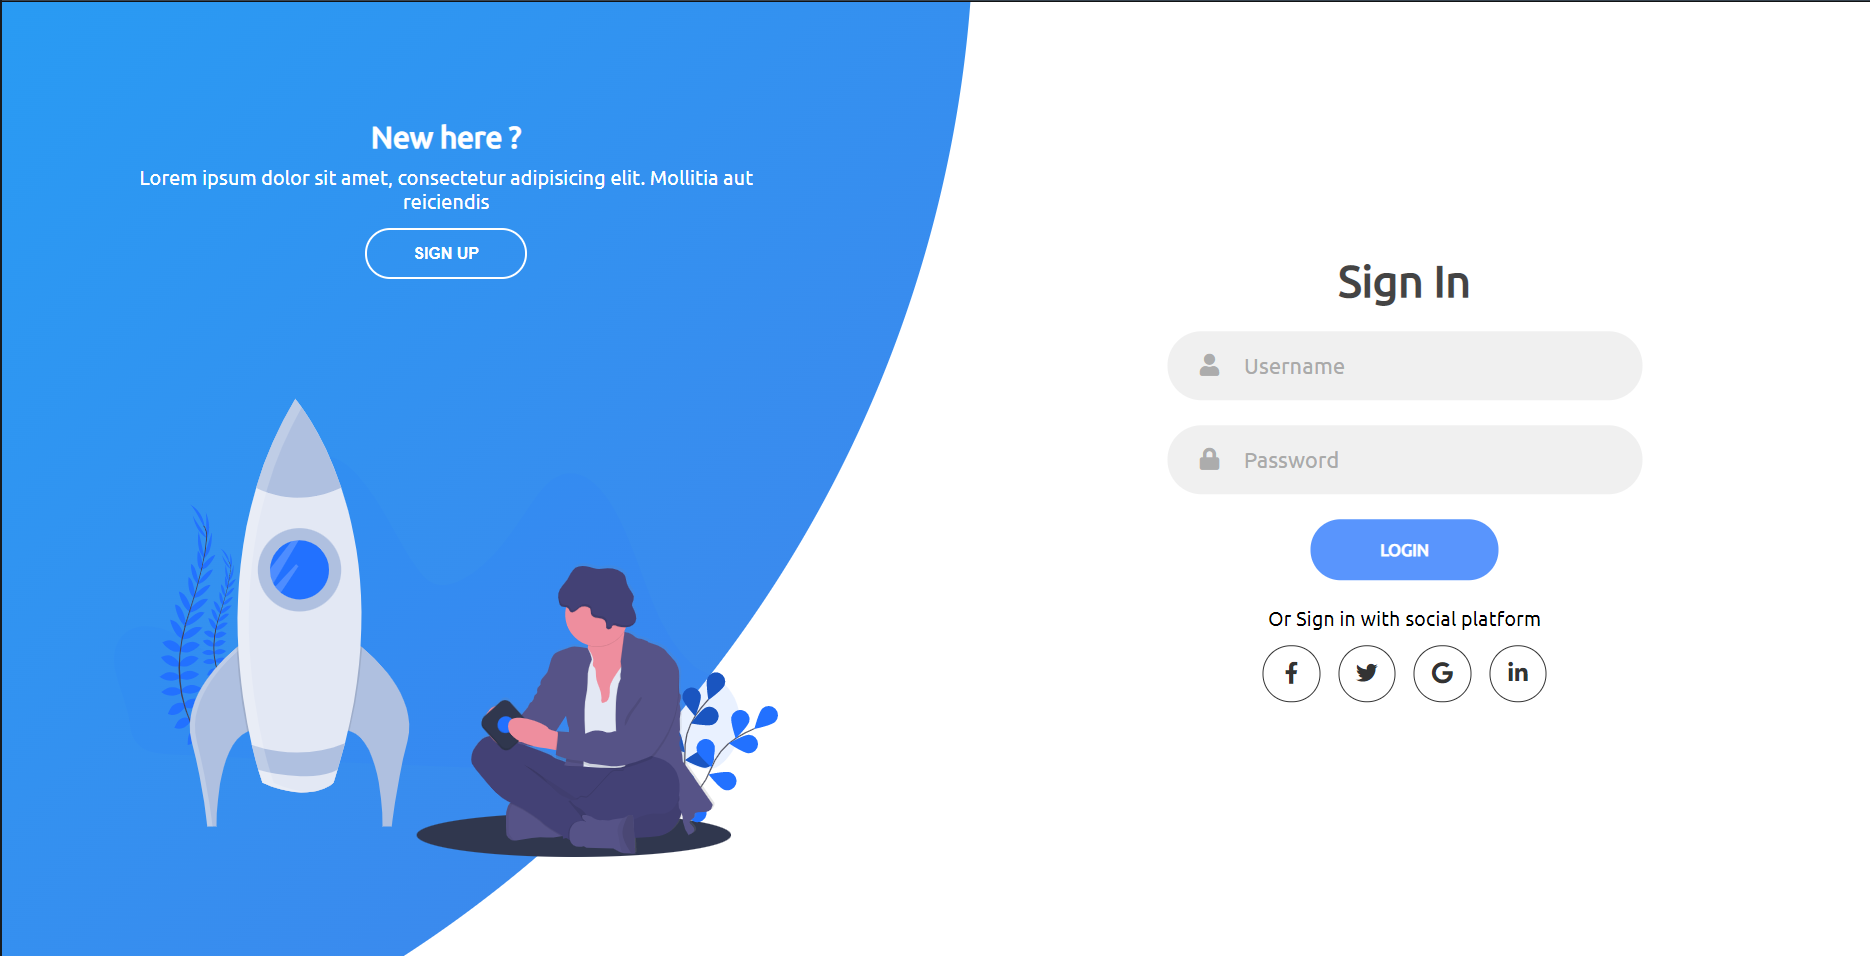 New here ?
Lorem ipsum dolor sit amet, consectetur adipisicing elit. Mollitia aut
reiciendis
SIGN UP
Sign In
Username
Password
LOGIN
Or Sign in with social platform